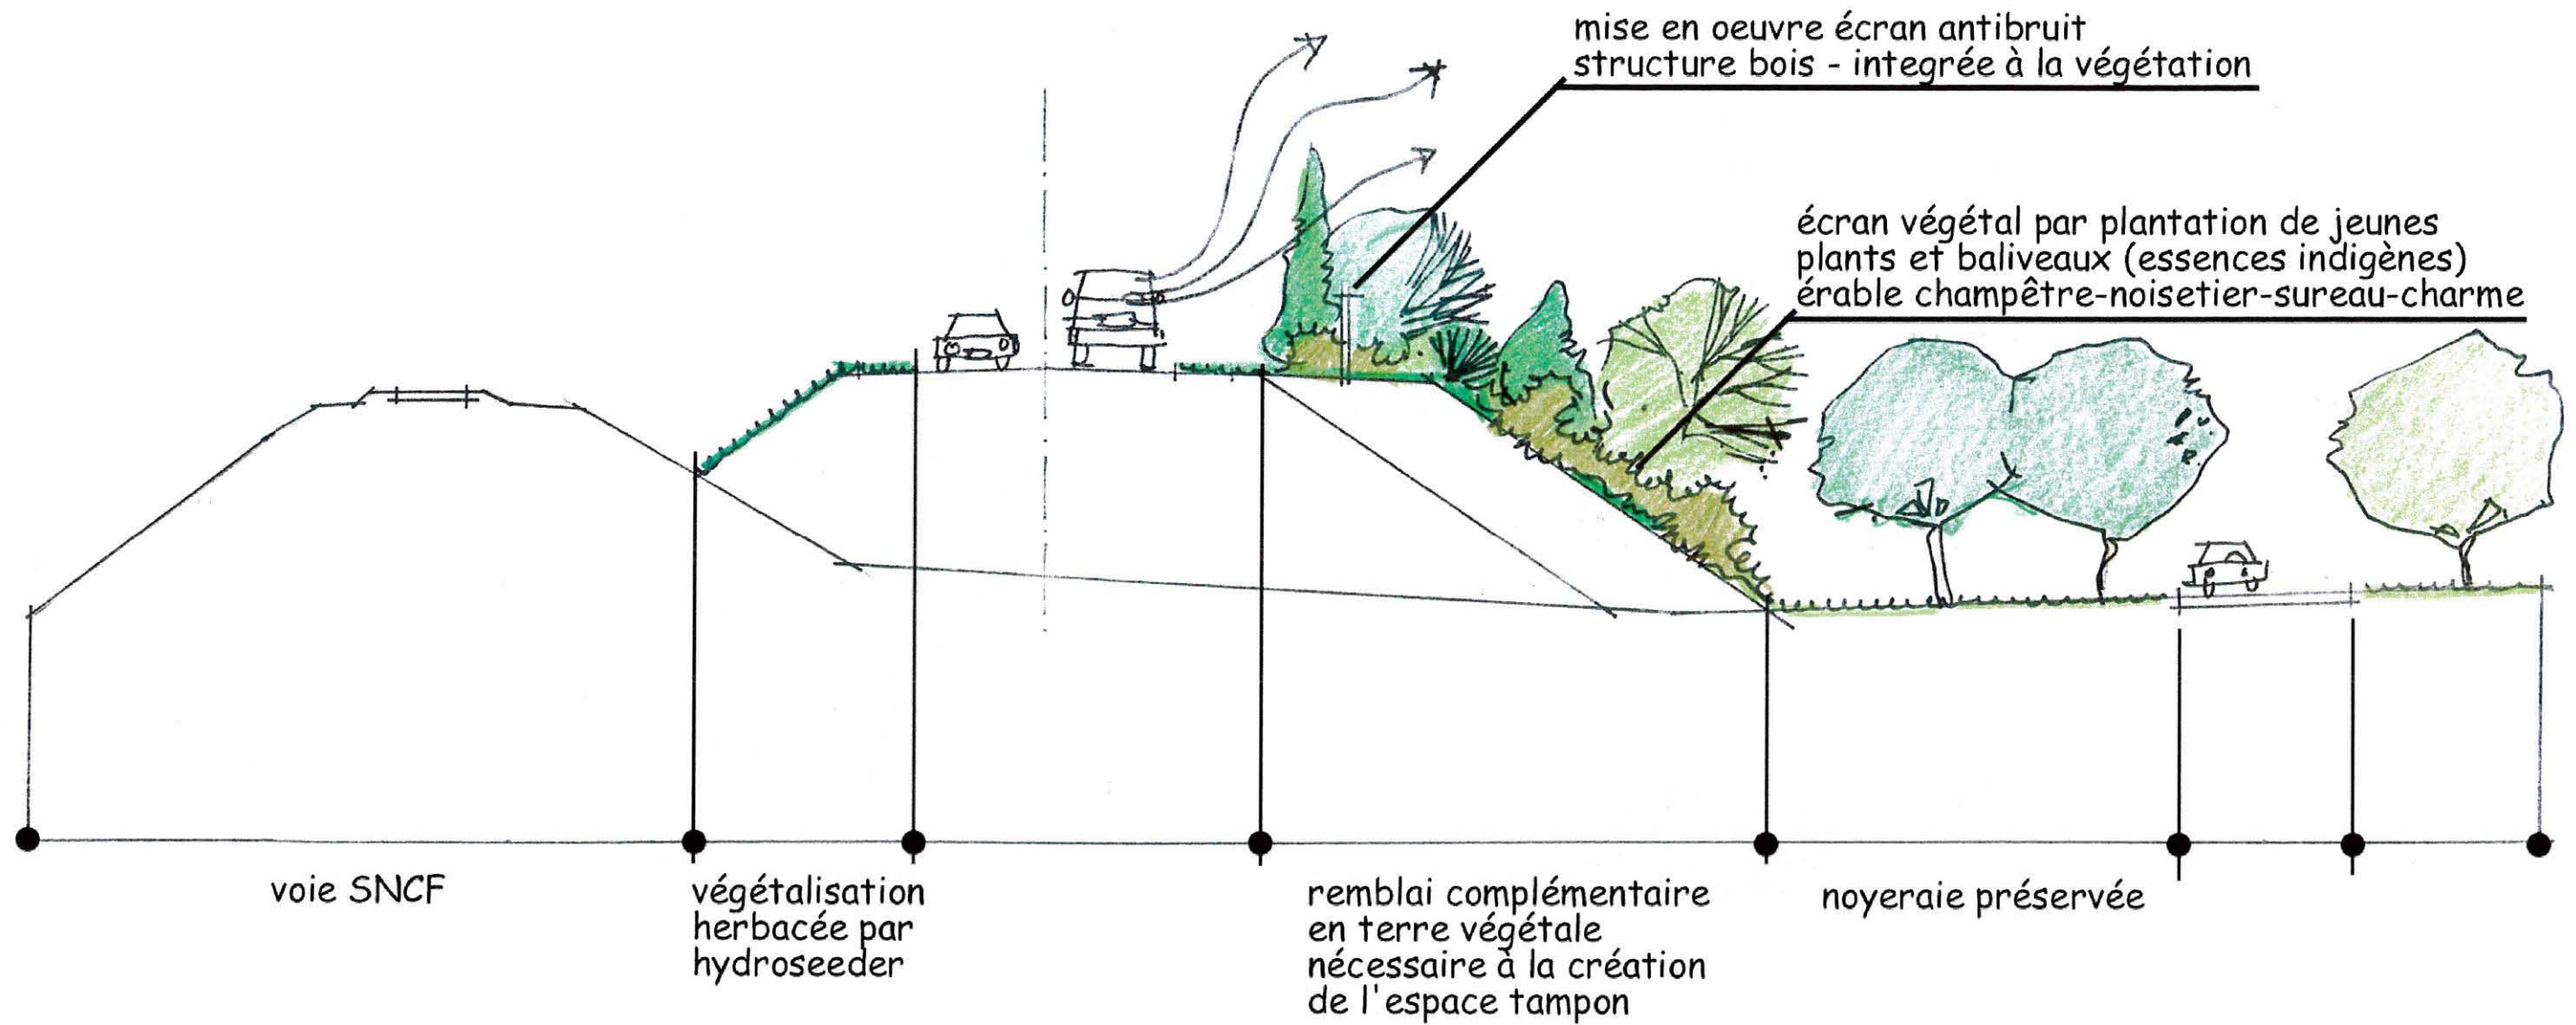 mise en oeuvre écran antibruit
structure bois - integrée à la végétation
écran végétal par plantation de jeunes
plants et baliveaux (essences indigènes)
érable champêtre-noisetier-sureau-charme
voie SNCF
végétalisation
herbacée par
hydroseeder
remblai complémentaire
en terre végétale
nécessaire à la création
de l'espace tampon
noyeraie préservée